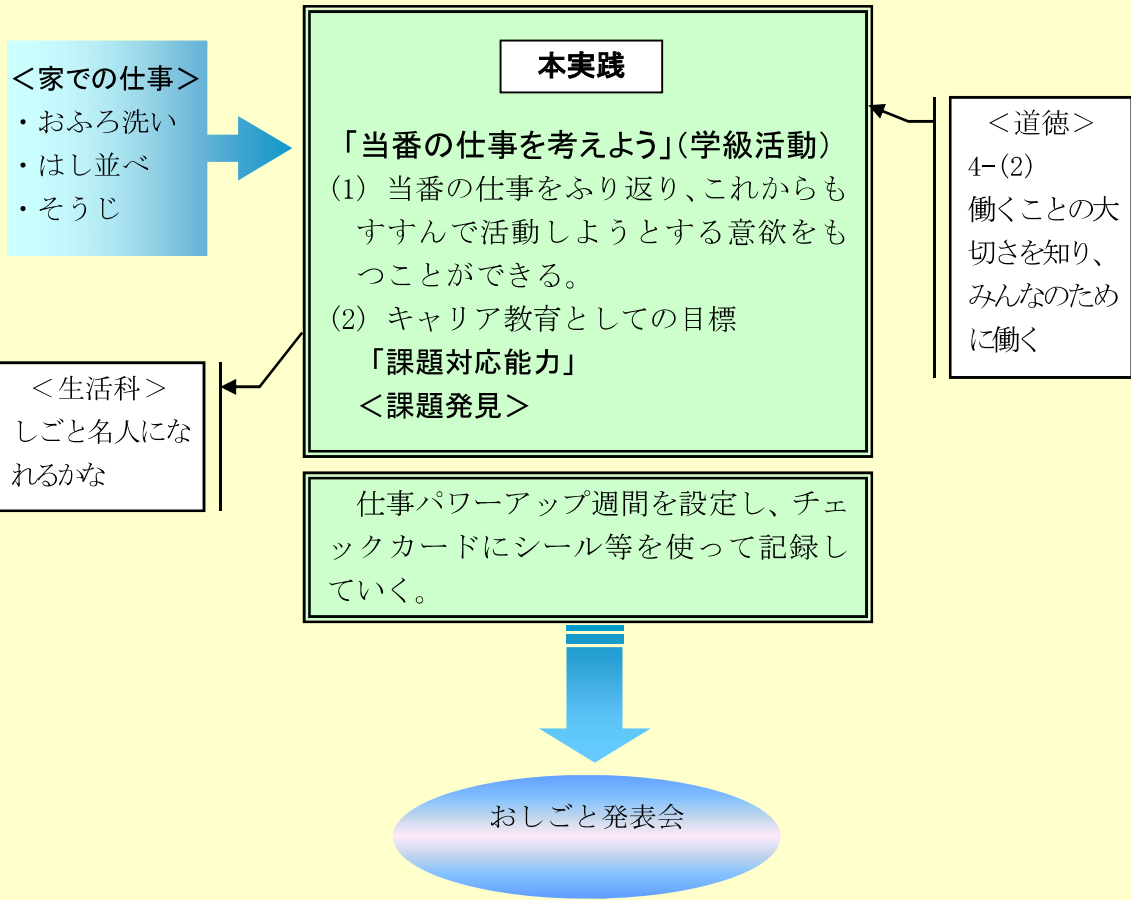 <家での仕事>
・おふろ洗い
・はし並べ
・そうじ
本実践
「当番の仕事を考えよう」(学級活動)
(1) 当番の仕事をふり返り、これからも
すすんで活動しようとする意欲をも
つことができる。
(2) キャリア教育としての目標
「課題対応能力」
<課題発見>
<道徳>
4-(2)
働くことの大
切さを知り、
みんなのため
に働く
<生活科>
しごと名人にな
れるかな
仕事パワーアップ週間を設定し、チェ
ックカードにシール等を使って記録し
ていく。
おしごと発表会